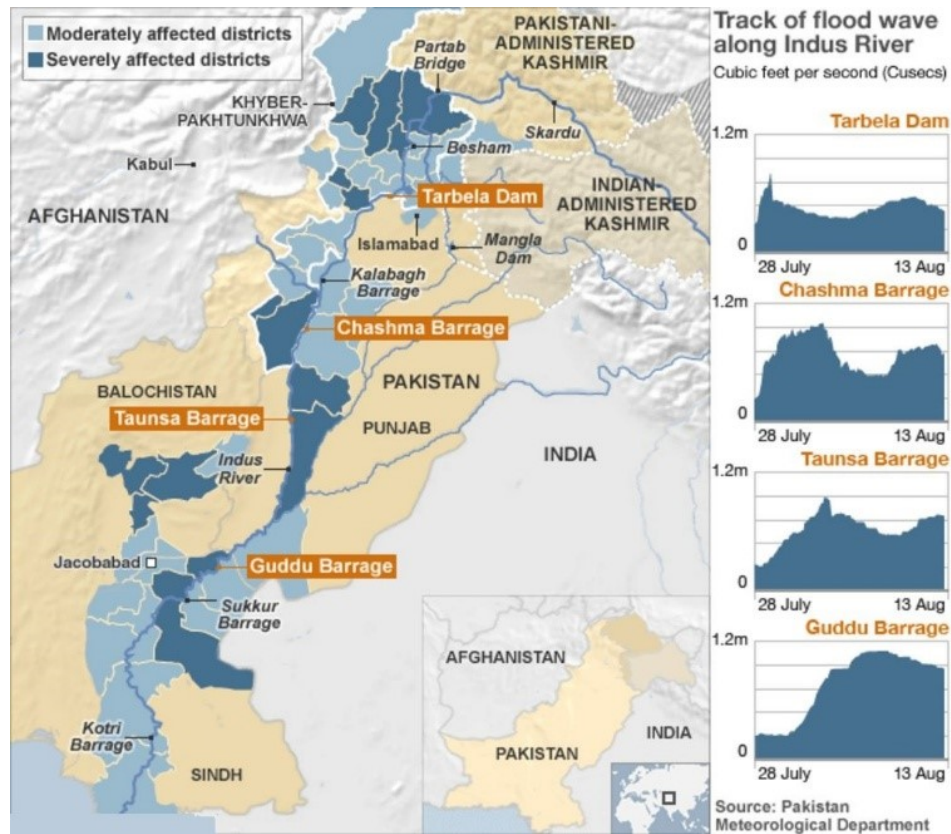 Moderately affected districts
Severely affected districts
PAKISTANI-
ADMINISTERED
KASHMIR
Partab
Bridge
KHYBER-
PAKHTUNKHWA
Skardu
Besham
Kabul
Tarbela Dam
INDIAN-
ADMINISTERED
KASHMIR
AFGHANISTAN
Islamabad
Mangla
Dam
Kalabagh
Barrage
Chashma Barrage
BALOCHISTAN
PAKISTAN
Taunsa Barrage
PUNJAB
Indus
River
INDIA
Jacobabad
Guddu Barrage
Sukkur
Barrage
Kotri
Barrage
SINDH
AFGHANISTAN
PAKISTAN
INDIA
Track of flood wave
along Indus River
Cubic feet per second (Cusecs)
Tarbela Dam
1.2m
0
28 July 13 Aug
Chashma Barrage
1.2m
0
28 July 13 Aug
Taunsa Barrage
1.2m
0
28 July 13 Aug
Guddu Barrage
1.2m
0
28 July 13 Aug
Source: Pakistan
Meteorological Department